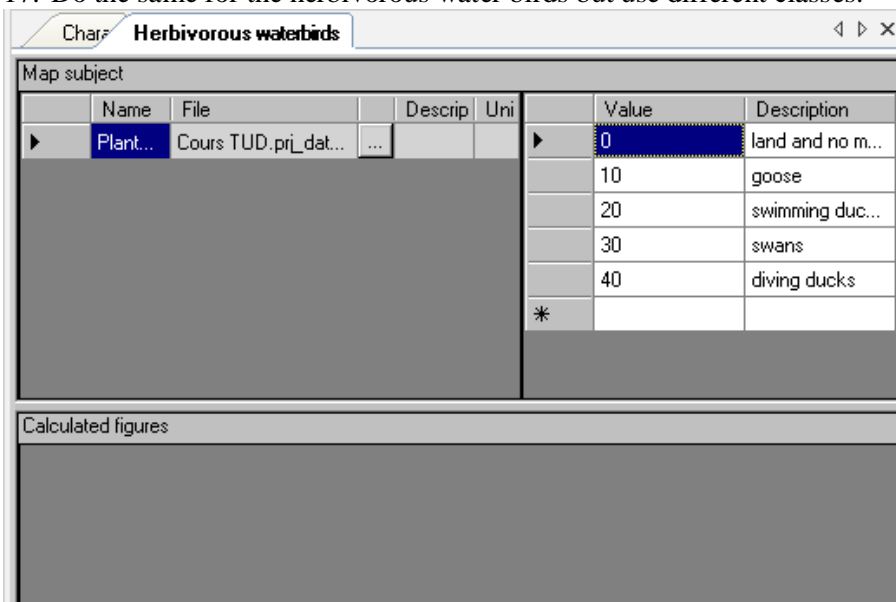 17. Do the same for the herbivorous water birds but use different classes.
Chara Herbivorous waterbirds
Map subject
Name File Descrip Uni Value Description
Plant... Cours TUD.prj_dat... ... 0 land and no m...
10 goose
20 swimming duc...
30 swans
40 diving ducks
Calculated figures